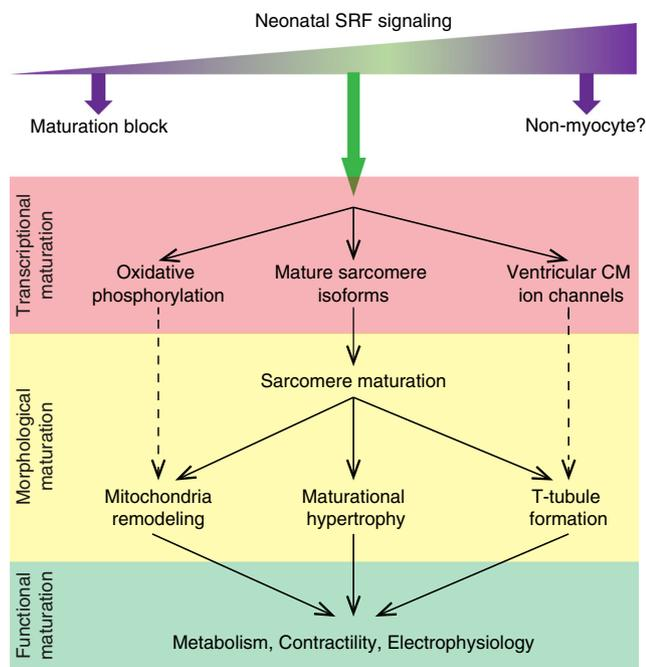 Neonatal SRF signaling
Maturation block
Non-myocyte?
Transcriptional
maturation
Oxidative
phosphorylation
Mature sarcomere
isoforms
Ventricular CM
ion channels
Morphological
maturation
Sarcomere maturation
Mitochondria
remodeling
Maturational
hypertrophy
T-tubule
formation
Functional
maturation
Metabolism, Contractility, Electrophysiology